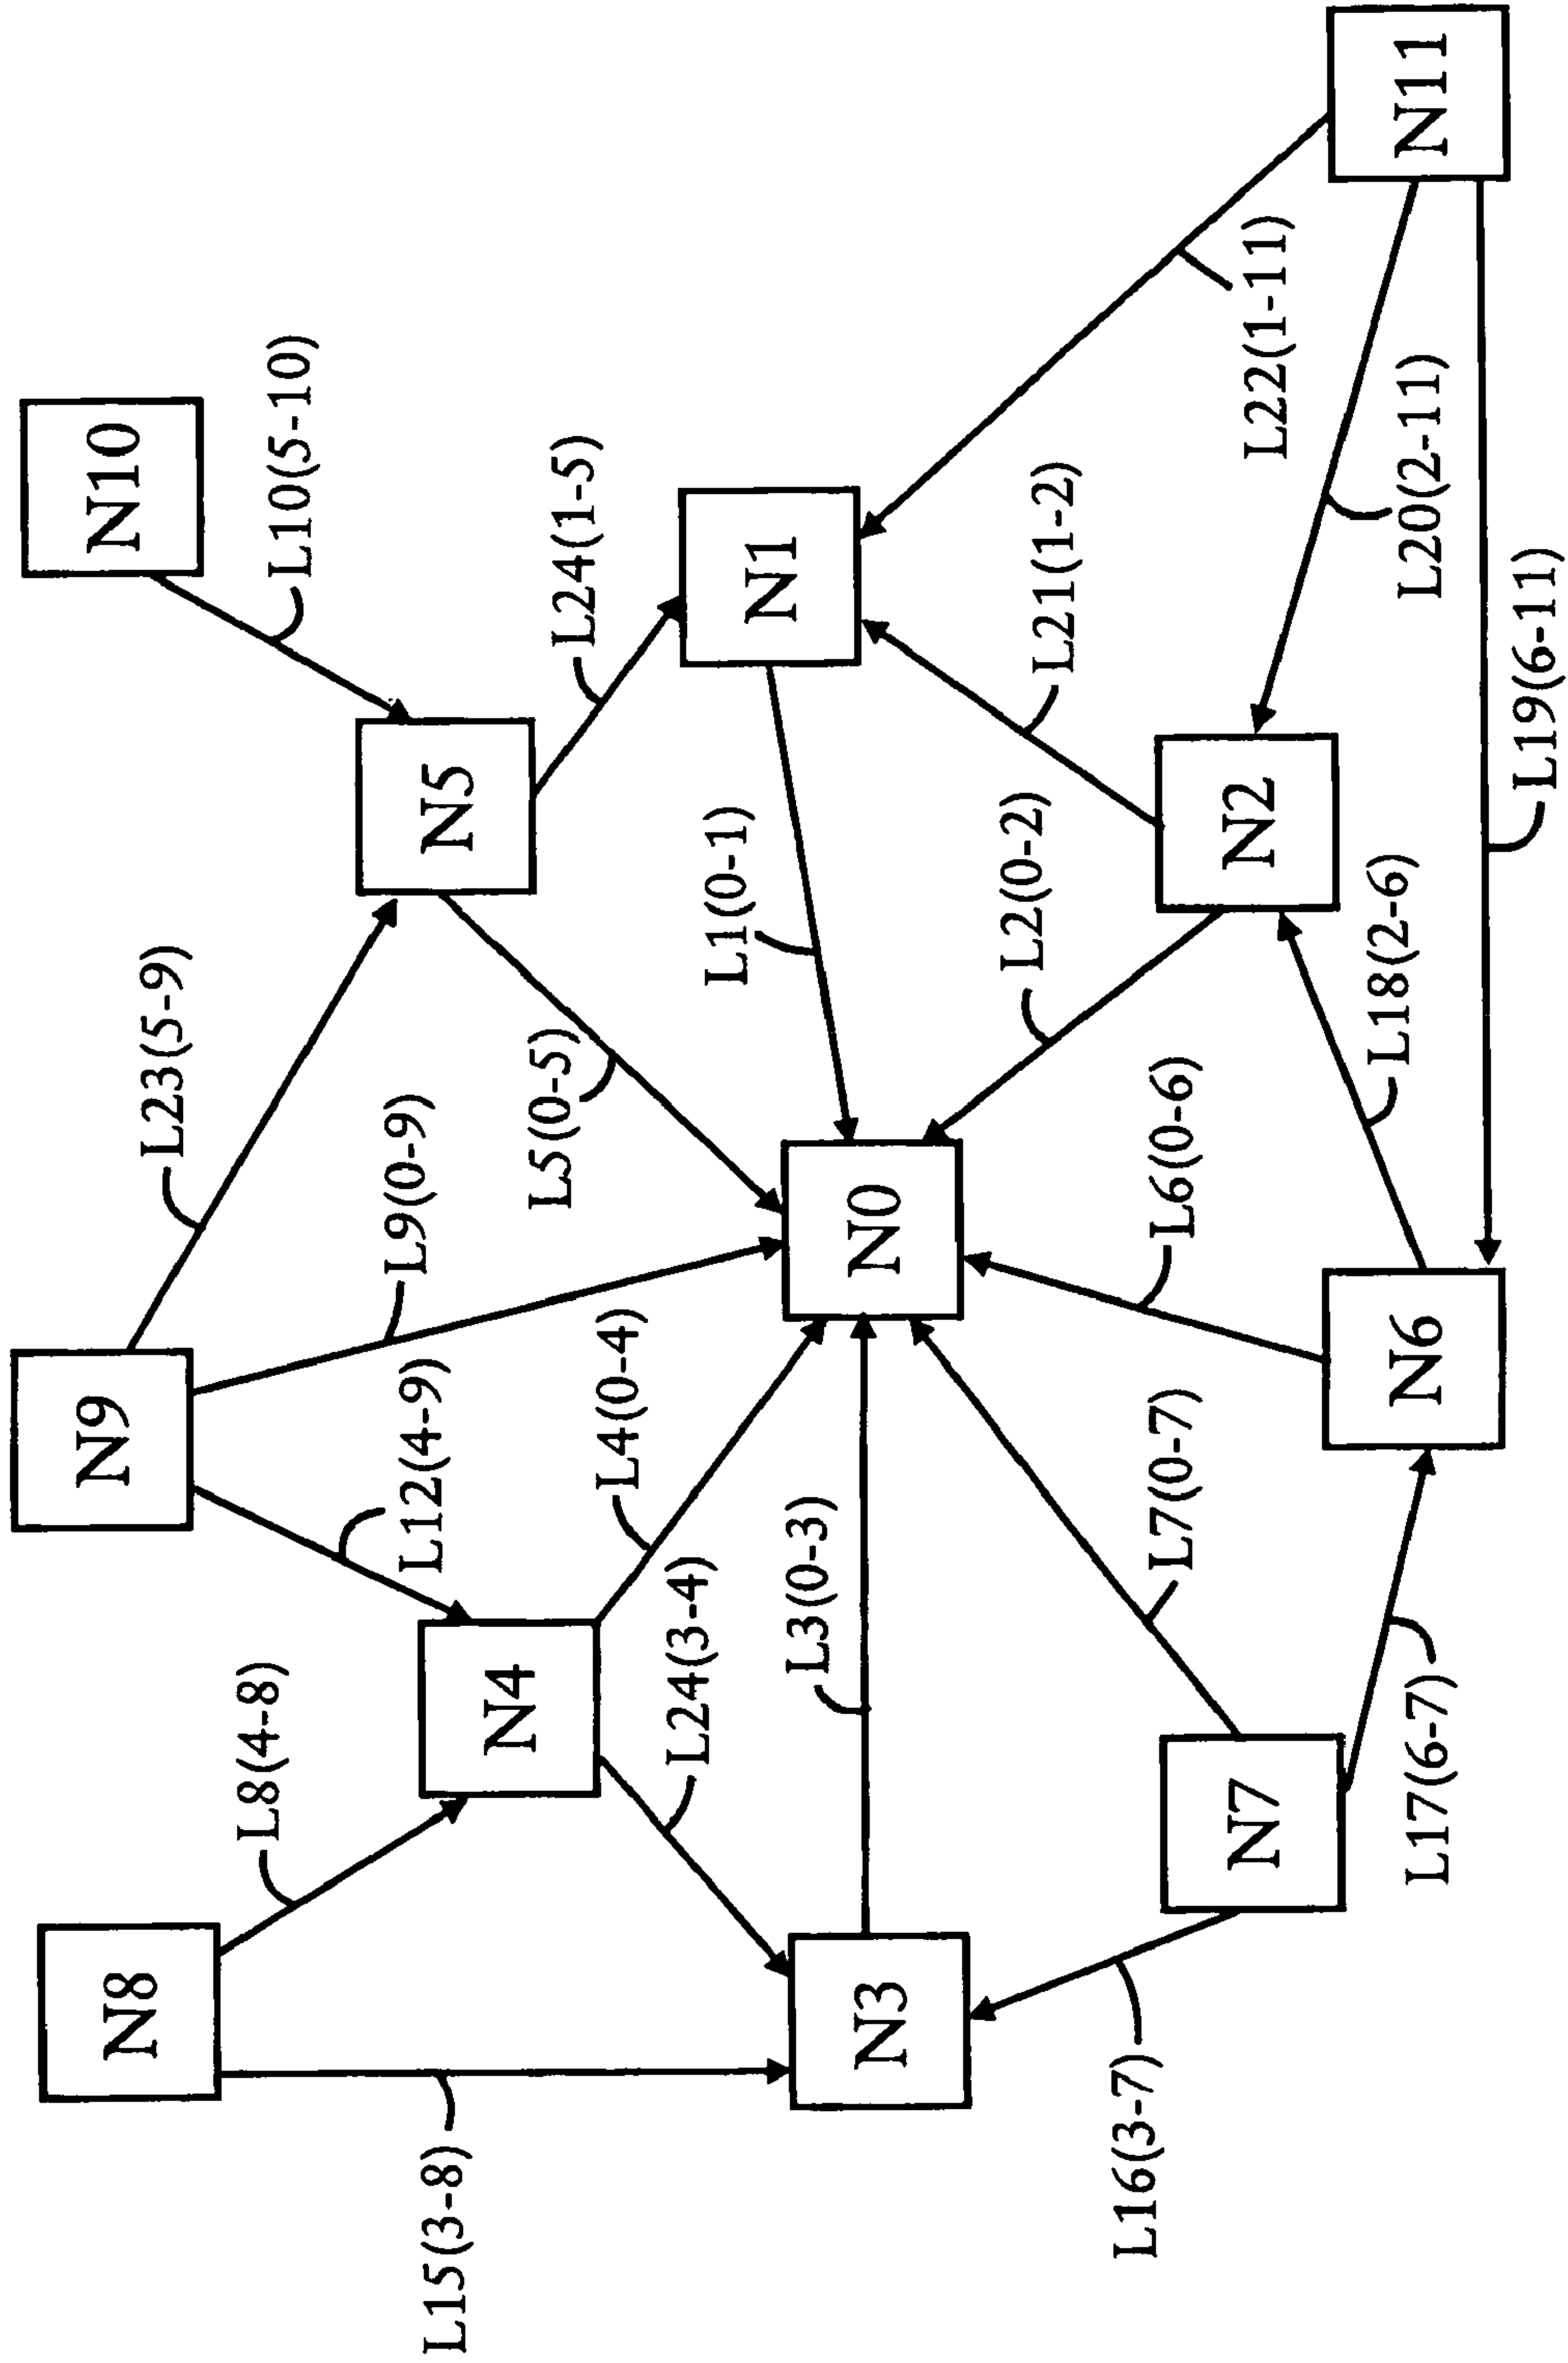 N8
N9
N10
L23(5-9)
L8(4-8)
L10(5-10)
L15(3-8)
L12(4-9)
L9(0-9)
N5
N4
L5(0-5)
L24(1-5)
L4(0-4)
L24(3-4)
L1(0-1)
N1
L3(0-3)
N3
N0
L2(0-2)
L21(1-2)
L16(3-7)
L7(0-7)
L6(0-6)
N7
N2
L22(1-11)
L18(2-6)
L17(6-7)
N6
L20(2-11)
N11
L19(6-11)